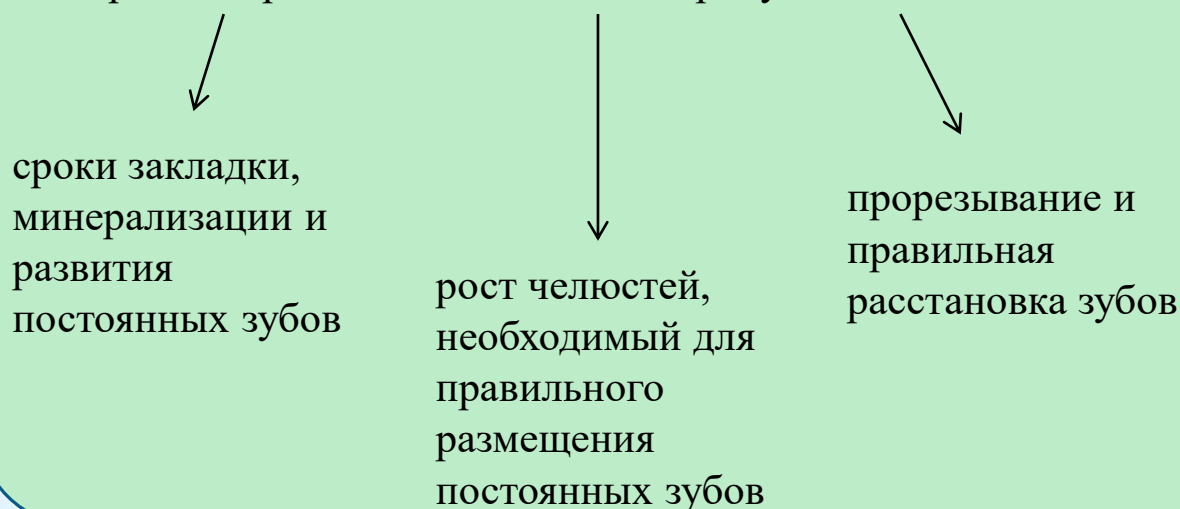 сроки закладки,
минерализации и
развития
постоянных зубов
рост челюстей,
необходимый для
правильного
размещения
постоянных зубов
прорезывание и
правильная
расстановка зубов